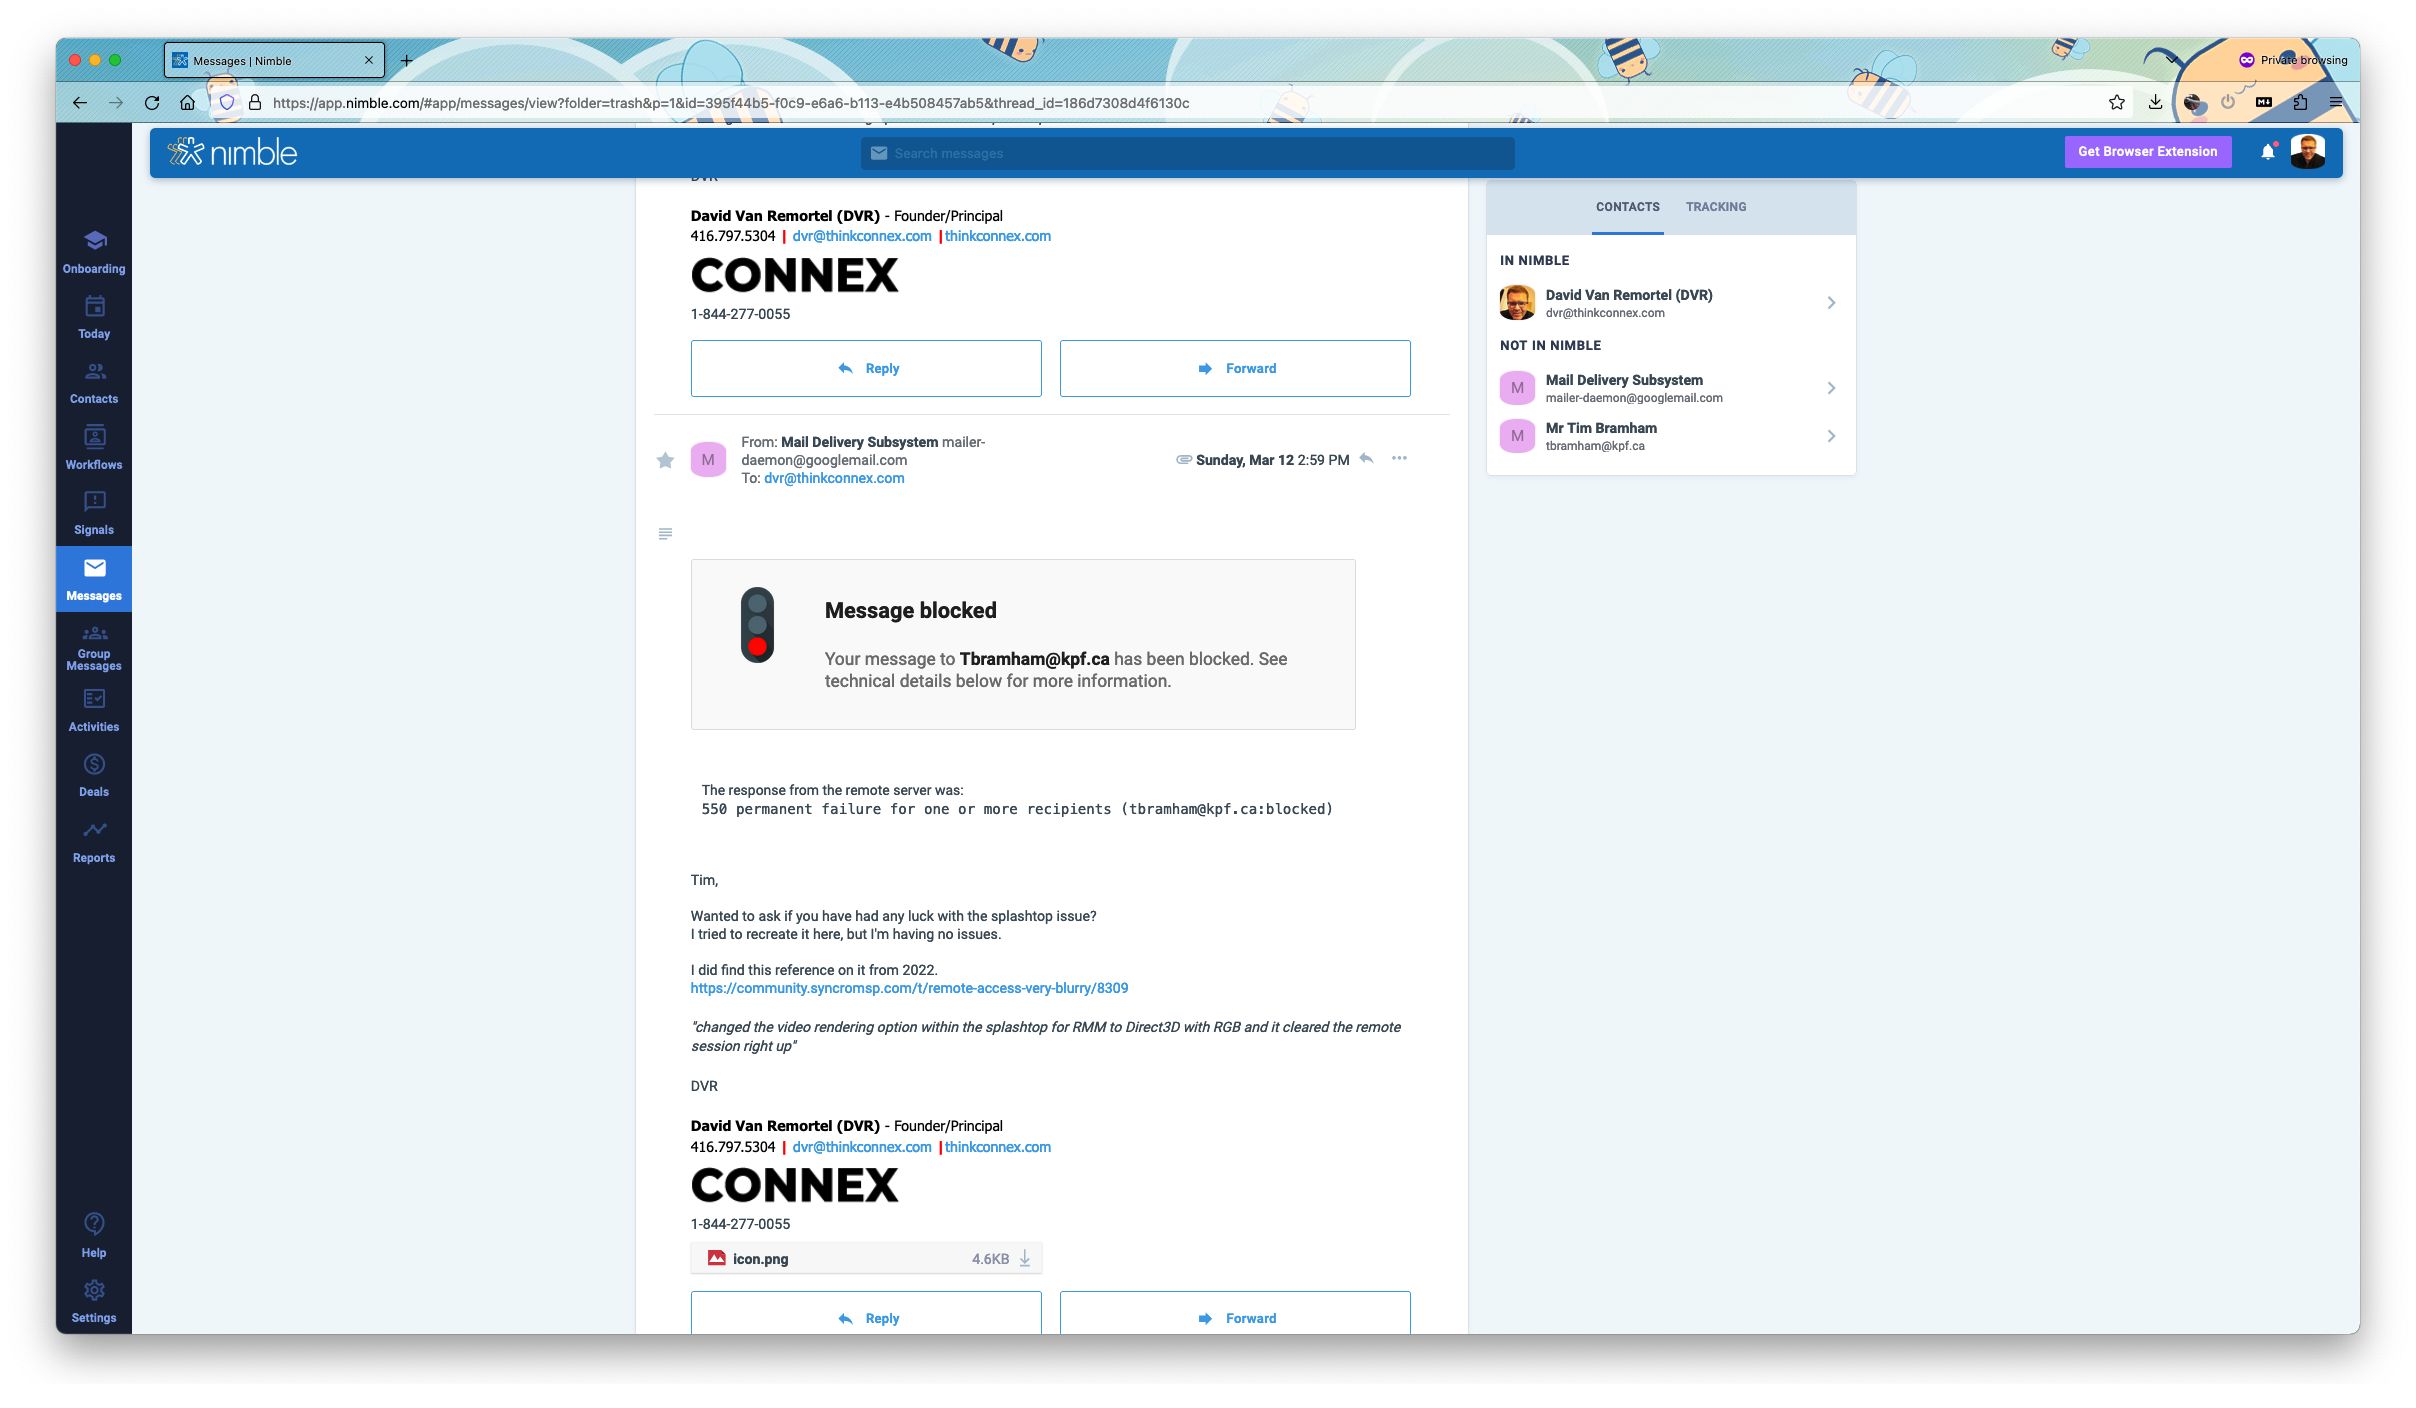 Messages | Nimble
Private browsing
https://app.nimble.com/#app/messages/view?folder=trash&p=1&id=395f44b5-f0c9-e6a6-b113-e4b508457ab5&thread_id=186d7308d4f6130c
nimble
Search messages
Get Browser Extension
Onboarding
Today
Contacts
Workflows
Signals
Messages
Group
Messages
Activities
Deals
Reports
Help
Settings
DVR
David Van Remortel (DVR) - Founder/Principal
416.797.5304 | dvr@thinkconnex.com | thinkconnex.com
CONNEX
1-844-277-0055
Reply
Forward
M
From: Mail Delivery Subsystem mailer-
daemon@googlemail.com
To: dvr@thinkconnex.com
Sunday, Mar 12 2:59 PM
Message blocked
Your message to Tbramham@kpf.ca has been blocked. See
technical details below for more information.
The response from the remote server was:
550 permanent failure for one or more recipients (tbramham@kpf.ca:blocked)
Tim,
Wanted to ask if you have had any luck with the splashtop issue?
I tried to recreate it here, but I'm having no issues.
I did find this reference on it from 2022.
https://community.syncromsp.com/t/remote-access-very-blurry/8309
"changed the video rendering option within the splashtop for RMM to Direct3D with RGB and it cleared the remote
session right up"
DVR
David Van Remortel (DVR) - Founder/Principal
416.797.5304 | dvr@thinkconnex.com | thinkconnex.com
CONNEX
1-844-277-0055
icon.png 4.6KB
Reply
Forward
CONTACTS
TRACKING
IN NIMBLE
David Van Remortel (DVR)
dvr@thinkconnex.com
NOT IN NIMBLE
M
Mail Delivery Subsystem
mailer-daemon@googlemail.com
M
Mr Tim Bramham
tbramham@kpf.ca